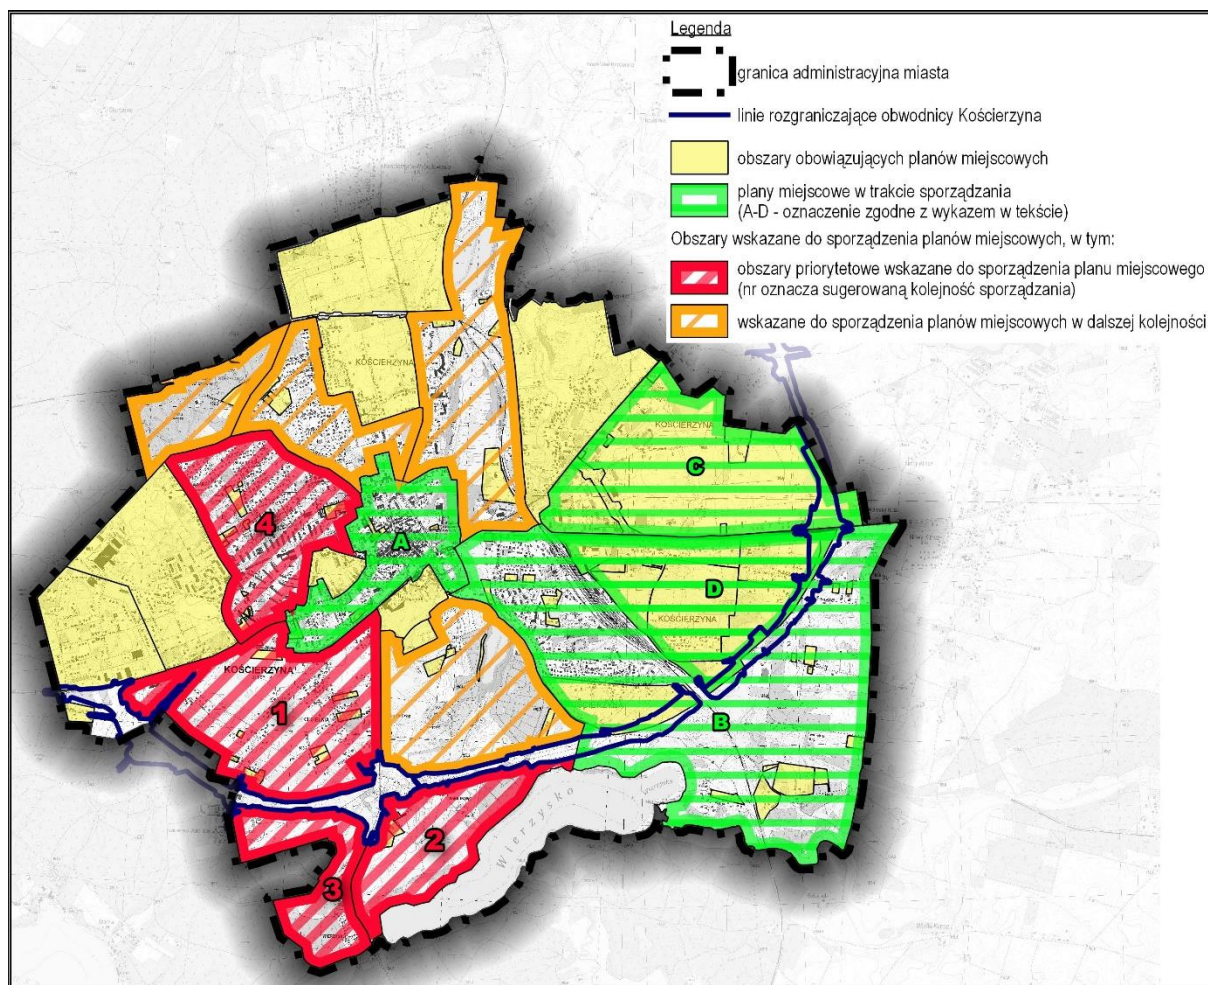 Legenda
granica administracyjna miasta
linie rozgraniczające obwodnicy Kościerzyna
obszary obowiązujących planów miejscowych
plany miejscowe w trakcie sporządzania
(A-D - oznaczenie zgodne z wykazem w tekście)
Obszary wskazane do sporządzenia planów miejscowych, w tym:
obszary priorytetowe wskazane do sporządzenia planu miejscowego
(nr oznacza sugerowaną kolejność sporządzania)
wskazane do sporządzenia planów miejscowych w dalszej kolejności
KOŚCIERZYNA
KOŚCIERZYNA
C
4
A
D
KOŚCIERZYNA
KOŚCIERZYNA
1
B
Wierzysko
2
3